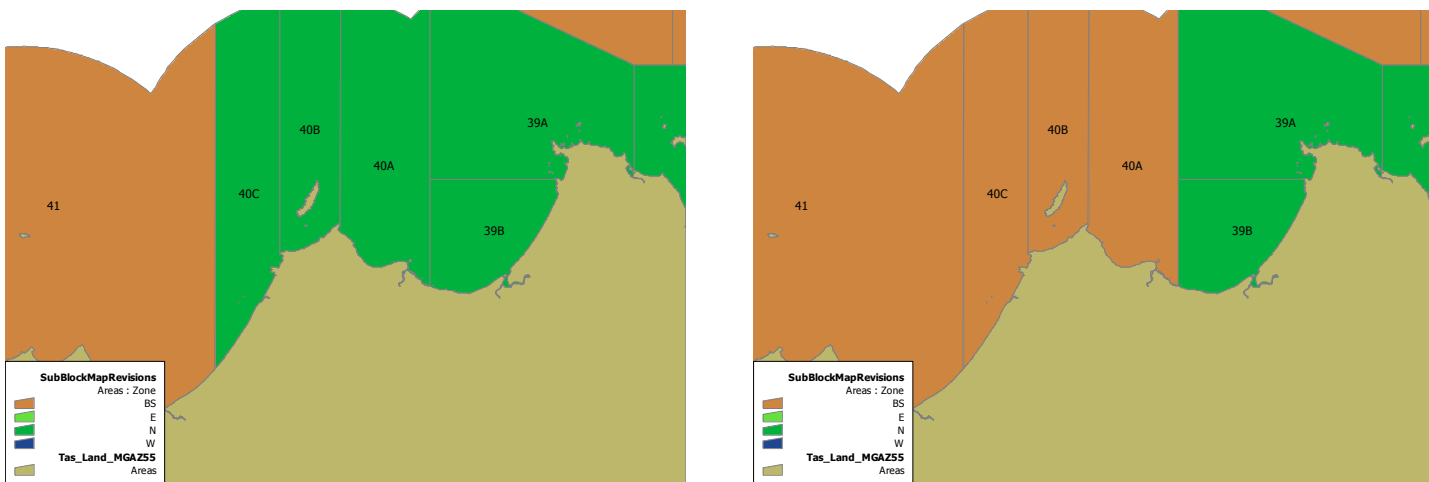 40B
39A
40A
40C
41
39B
SubBlockMapRevisions
Areas : Zone
BS
E
N
W
Tas_Land_MGAZ55
Areas
40B
39A
40A
40C
41
39B
SubBlockMapRevisions
Areas : Zone
BS
E
N
W
Tas_Land_MGAZ55
Areas